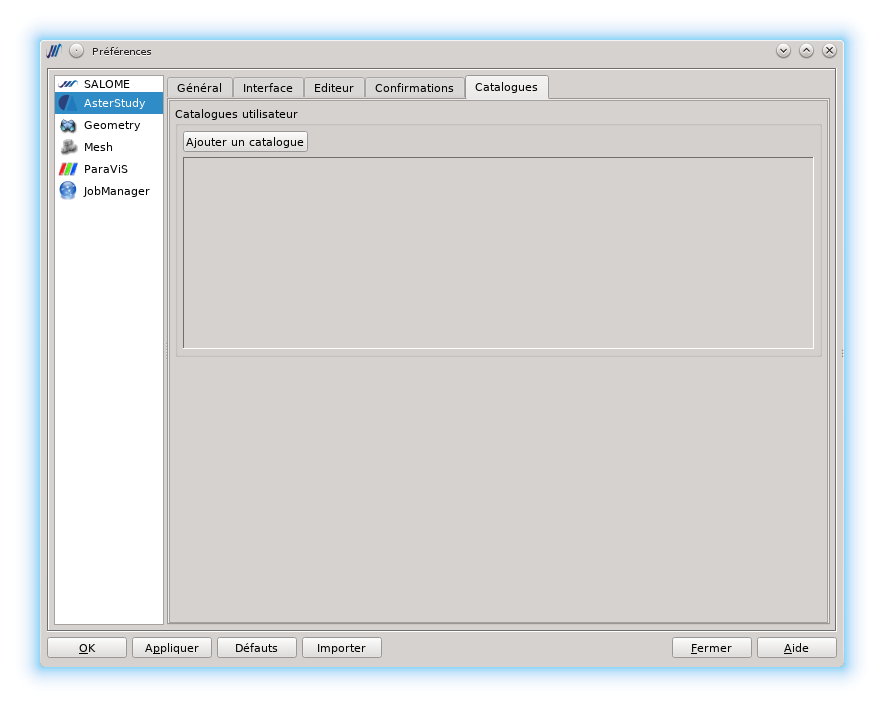 Préférences
SALOME
AsterStudy
Geometry
Mesh
ParaViS
JobManager
Général Interface Editeur Confirmations Catalogues
Catalogues utilisateur
Ajouter un catalogue
OK Appliquer Défauts Importer Fermer Aide